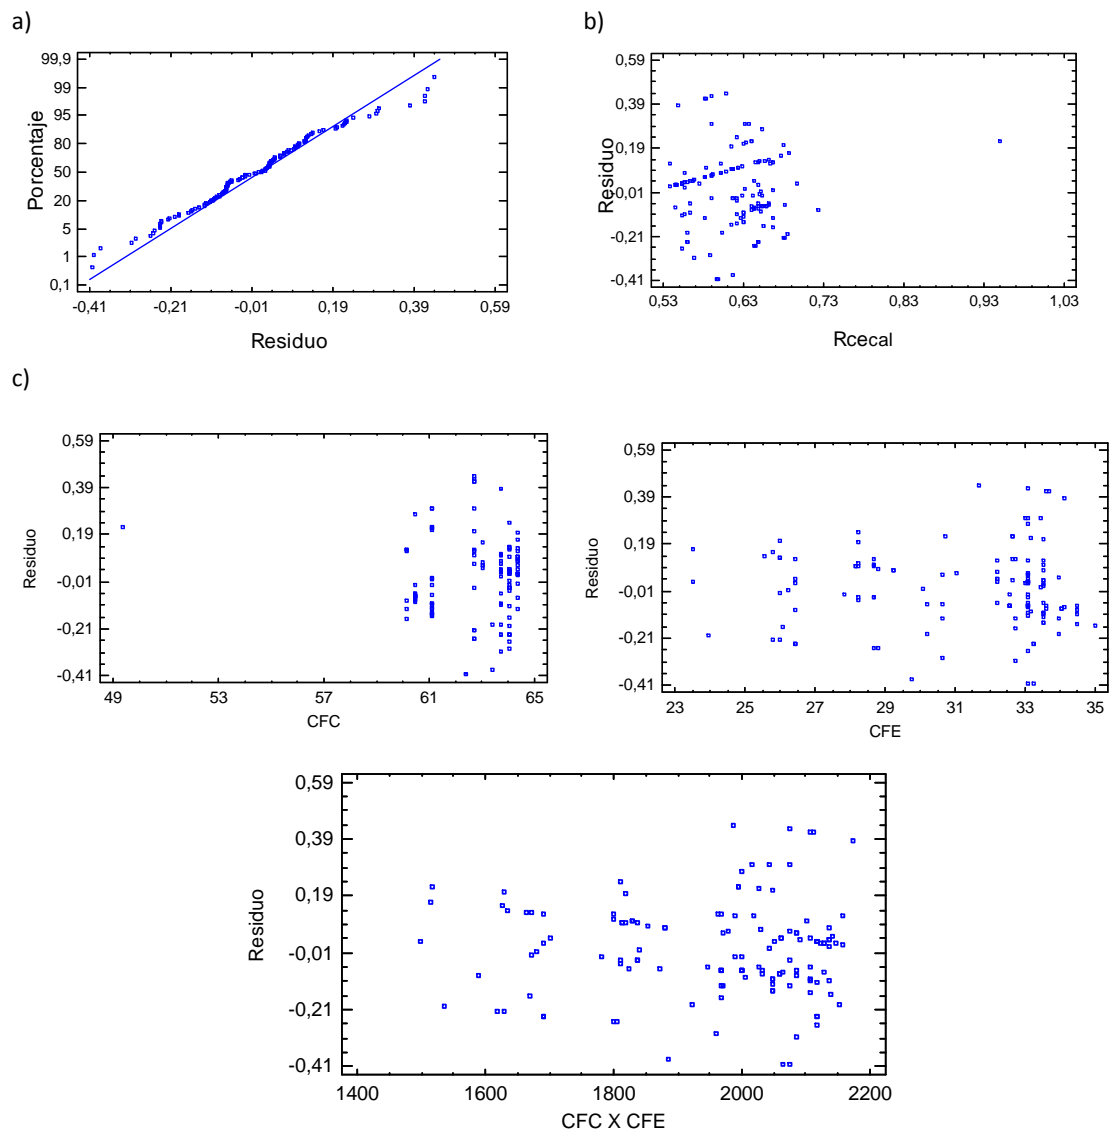 a)
99,9
99
95
80
50
20
5
1
0,1
Porcentaje
-0,41 -0,21 -0,01 0,19 0,39 0,59
Residuo
b)
0,59
0,39
0,19
-0,01
-0,21
-0,41
Residuo
0,53 0,63 0,73 0,83 0,93 1,03
Rcecal
c)
0,59
0,39
0,19
-0,01
-0,21
-0,41
Residuo
49 53 57 61 65
CFC
0,59
0,39
0,19
-0,01
-0,21
-0,41
Residuo
23 25 27 29 31 33 35
CFE
0,59
0,39
0,19
-0,01
-0,21
-0,41
Residuo
1400 1600 1800 2000 2200
CFC X CFE